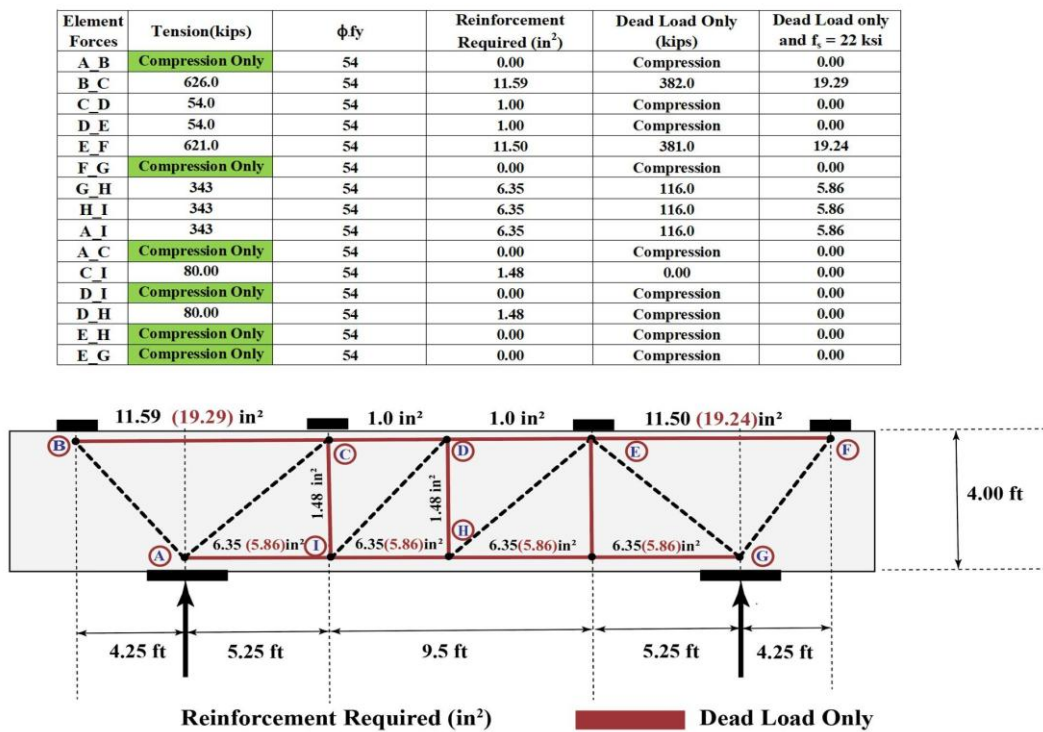 Element Forces Tension(kips) ϕ.fy Reinforcement Required (in²) Dead Load Only (kips) Dead Load only and fₛ = 22 ksi
A_B Compression Only 54 0.00 Compression 0.00
B_C 626.0 54 11.59 382.0 19.29
C_D 54.0 54 1.00 Compression 0.00
D_E 54.0 54 1.00 Compression 0.00
E_F 621.0 54 11.50 381.0 19.24
F_G Compression Only 54 0.00 Compression 0.00
G_H 343 54 6.35 116.0 5.86
H_I 343 54 6.35 116.0 5.86
A_I 343 54 6.35 116.0 5.86
A_C Compression Only 54 0.00 Compression 0.00
C_I 80.00 54 1.48 0.00 0.00
D_I Compression Only 54 0.00 Compression 0.00
D_H 80.00 54 1.48 Compression 0.00
E_H Compression Only 54 0.00 Compression 0.00
E_G Compression Only 54 0.00 Compression 0.00
11.59 (19.29) in² 1.0 in² 1.0 in² 11.50 (19.24)in²
B C D E F
1.48 in² 1.48 in² 4.00 ft
H
6.35 (5.86)in² 6.35(5.86)in² 6.35(5.86)in² 6.35(5.86)in²
A I G
4.25 ft 5.25 ft 9.5 ft 5.25 ft 4.25 ft
Reinforcement Required (in²) Dead Load Only